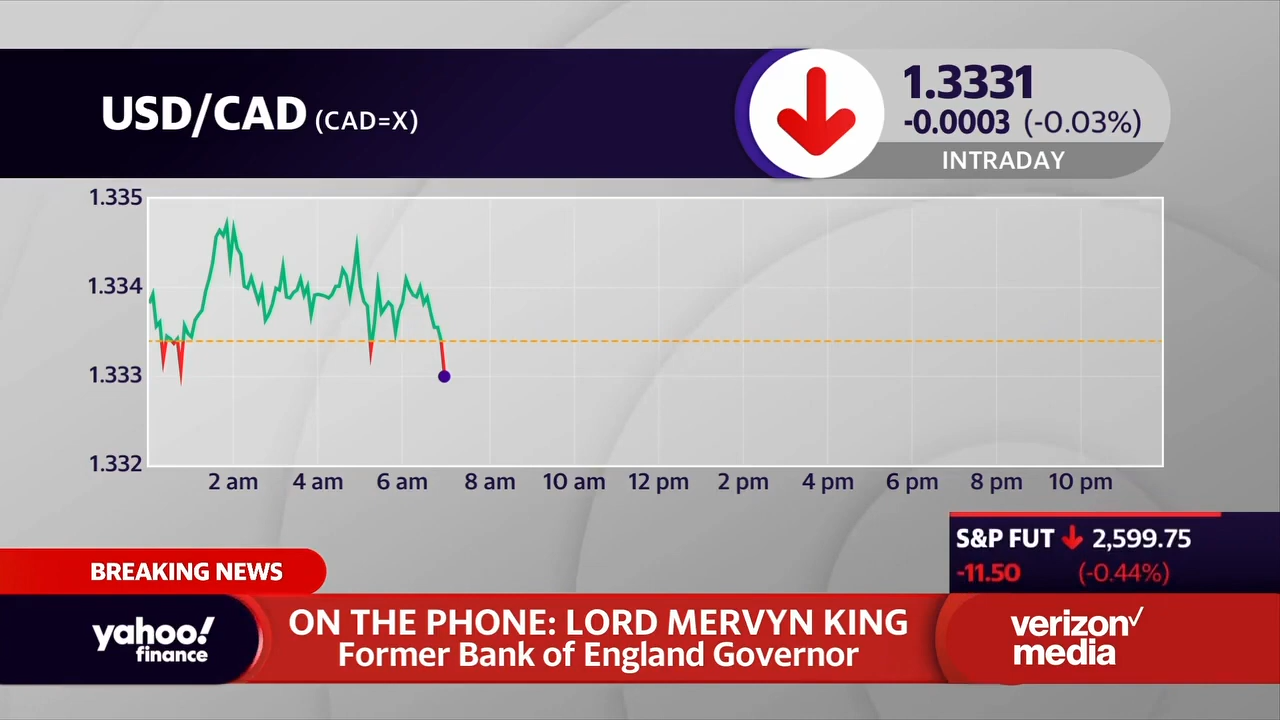 USD/CAD (CAD=X)
1.3331
-0.0003 (-0.03%)
INTRADAY
1.335
1.334
1.333
1.332
2 am 4 am 6 am 8 am 10 am 12 pm 2 pm 4 pm 6 pm 8 pm 10 pm
S&P FUT 2,599.75
-11.50 (-0.44%)
BREAKING NEWS
yahoo!
finance
ON THE PHONE: LORD MERVYN KING
Former Bank of England Governor
verizon
media